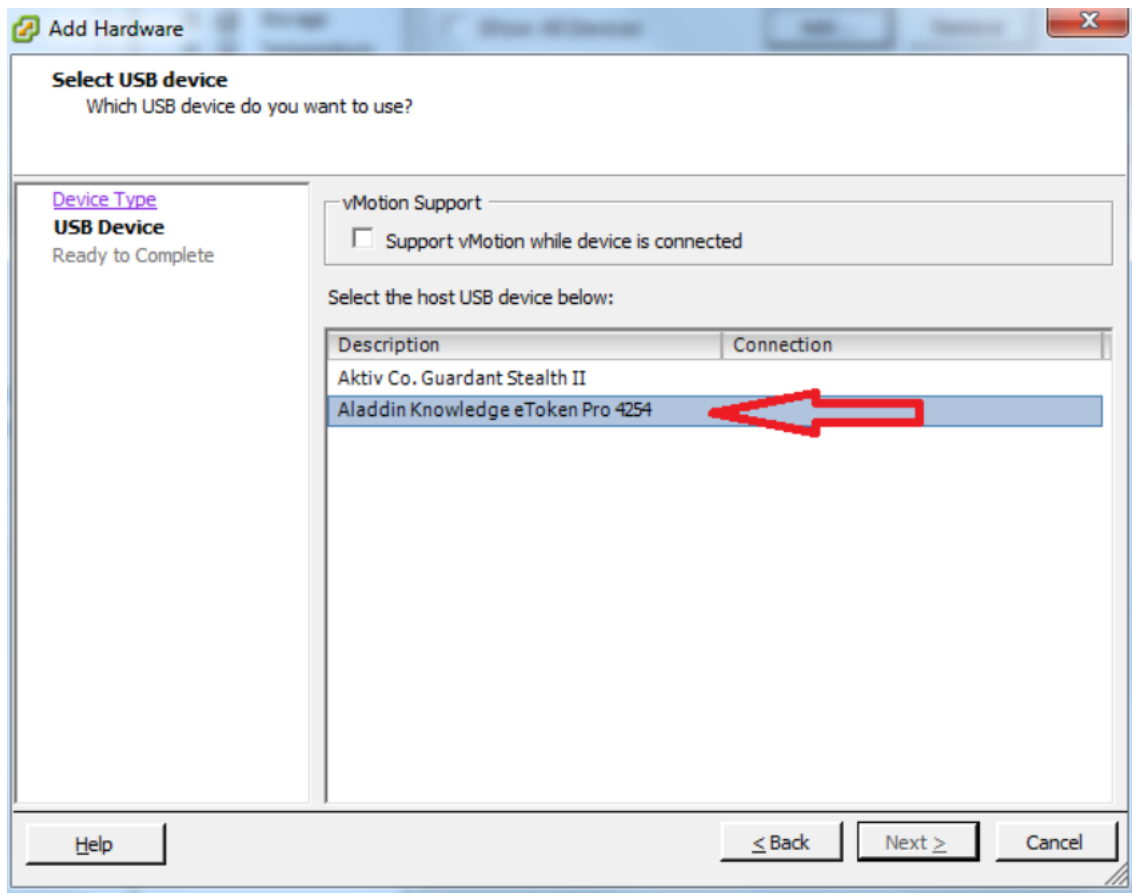 Add Hardware
Select USB device
Which USB device do you want to use?
Device Type
USB Device
Ready to Complete
vMotion Support
Support vMotion while device is connected
Select the host USB device below:
Description Connection
Aktiv Co. Guardant Stealth II
Aladdin Knowledge eToken Pro 4254
Help < Back Next > Cancel